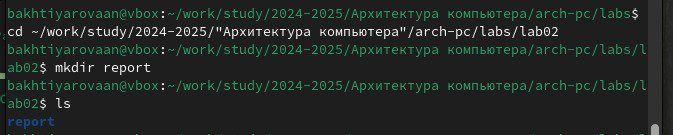 bakhtiyarovaan@vbox:~/work/study/2024-2025/Архитектура компьютера/arch-pc/labs$
cd ~/work/study/2024-2025/"Архитектура компьютера"/arch-pc/labs/lab02
bakhtiyarovaan@vbox:~/work/study/2024-2025/Архитектура компьютера/arch-pc/labs/l
ab02$ mkdir report
bakhtiyarovaan@vbox:~/work/study/2024-2025/Архитектура компьютера/arch-pc/labs/l
ab02$ ls
report